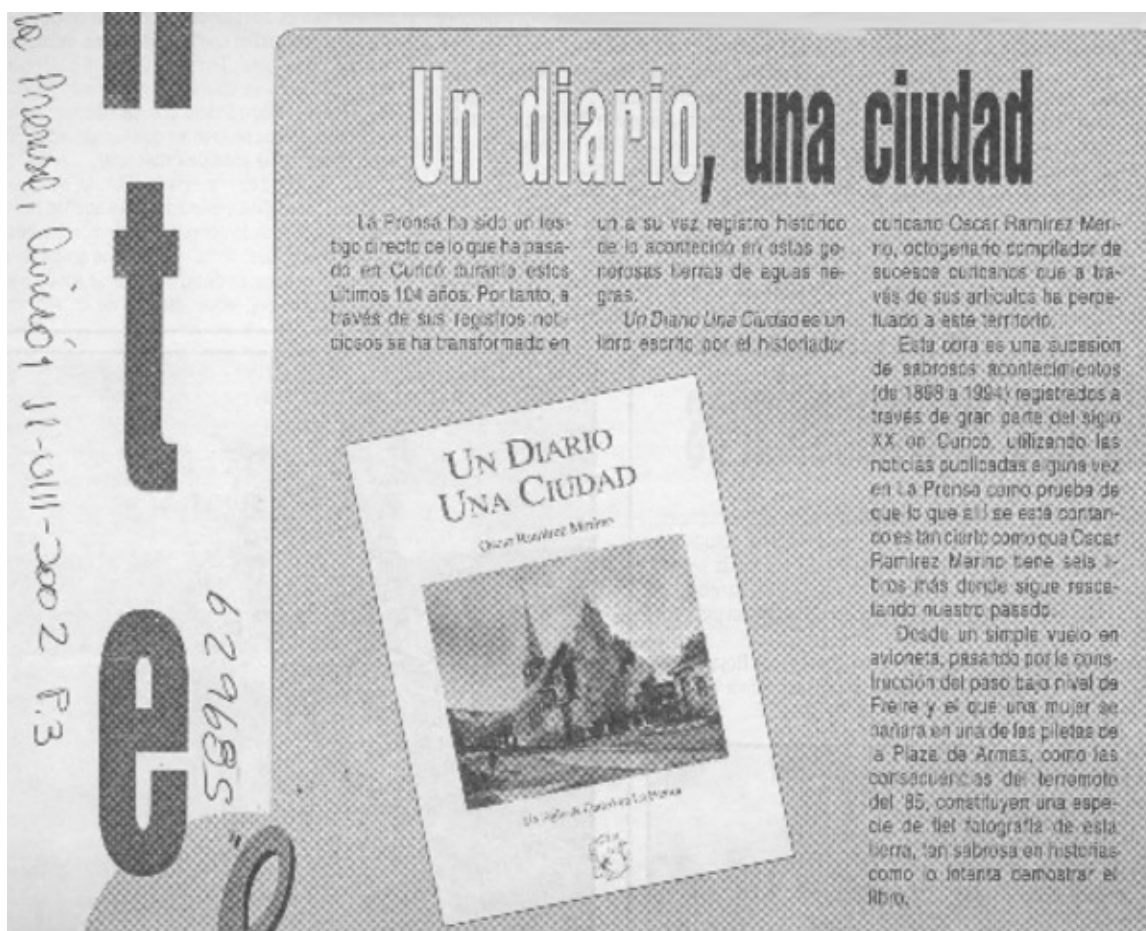 la Prensa, Curicó, 11-VIII-2002 P.3
589629
Un diario, una ciudad
La Prensa ha sido un tes-
tigo directo de lo que ha pasa-
do en Curicó durante estos
últimos 104 años. Por tanto, a
través de sus registros noti-
ciosos se ha transformado en
un a su vez registro histórico
de lo acontecido en estas ge-
nerosas tierras de aguas ne-
gras.
Un Diario Una Ciudad es un
libro escrito por el historiador
curicano Oscar Ramírez Meri-
no, octogenario compilador de
sucesos curicanos que a tra-
vés de sus artículos ha perpe-
tuado a este territorio.
Esta obra es una sucesión
de sabrosos acontecimientos
(de 1898 a 1994) registrados a
través de gran parte del siglo
XX en Curicó, utilizando las
noticias publicadas alguna vez
en La Prensa como prueba de
que lo que allí se está contan-
do es tan cierto como que Oscar
Ramírez Merino tiene seis li-
bros más donde sigue resca-
tando nuestro pasado.
Desde un simple vuelo en
avioneta, pasando por la cons-
trucción del paso bajo nivel de
Freire y el que una mujer se
bañara en una de las piletas de
la Plaza de Armas, como las
consecuencias del terremoto
del 85, constituyen una espe-
cie de fiel fotografía de esta
tierra, tan sabrosa en historias
como lo intenta demostrar el
libro.
UN DIARIO
UNA CIUDAD
Oscar Ramírez Merino
t
e